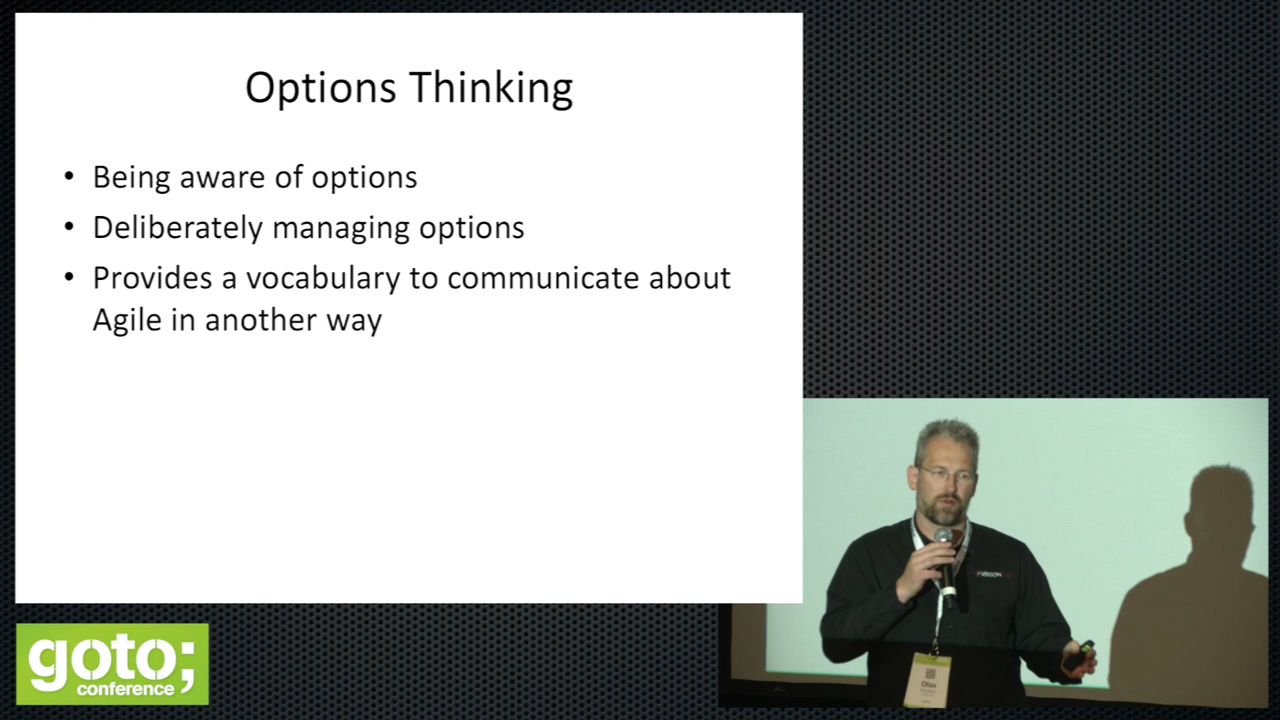 Options Thinking
• Being aware of options
• Deliberately managing options
• Provides a vocabulary to communicate about
Agile in another way
goto;
conference
Olav